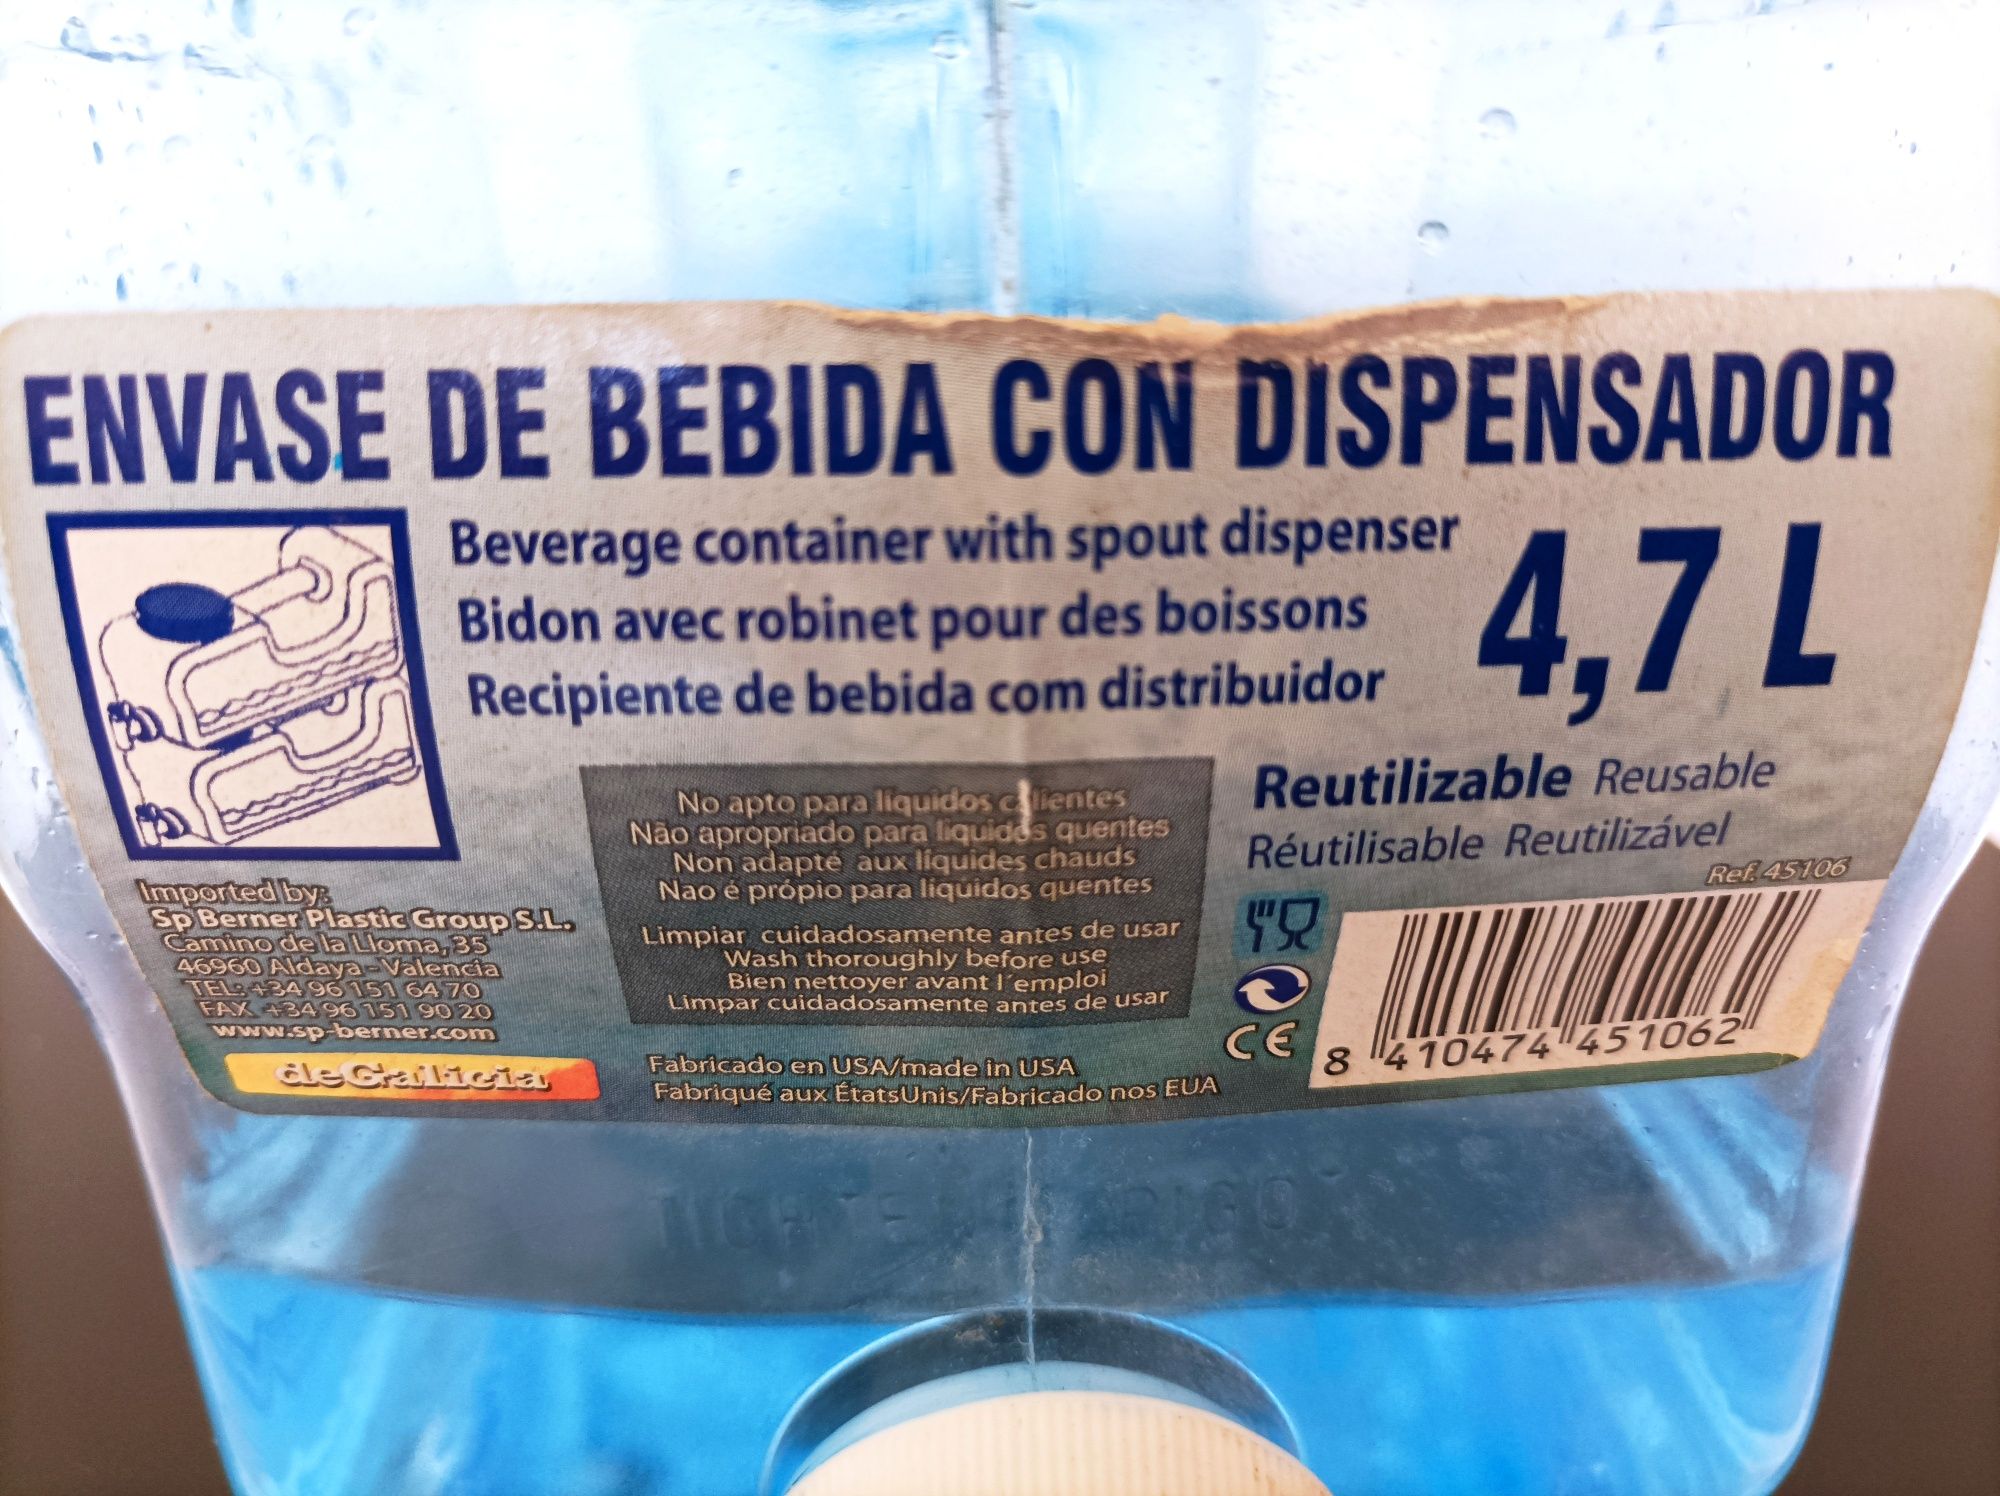 ENVASE DE BEBIDA CON DISPENSADOR
Beverage container with spout dispenser
Bidon avec robinet pour des boissons
Recipiente de bebida com distribuidor
4,7 L
No apto para líquidos calientes
Não apropriado para liquidos quentes
Non adapté aux líquides chauds
Nao é própio para liquidos quentes
Limpiar cuidadosamente antes de usar
Wash thoroughly before use
Bien nettoyer avant l'emploi
Limpar cuidadosamente antes de usar
Reutilizable Reusable
Réutilisable Reutilizável
Ref. 45106
Imported by:
Sp Berner Plastic Group S.L.
Camino de la Lloma, 35
46960 Aldaya - Valencia
TEL: +34 96 151 64 70
FAX +34 96 151 90 20
www.sp-berner.com
deGalicia
Fabricado en USA/made in USA
Fabriqué aux ÉtatsUnis/Fabricado nos EUA
CE
8 410474 451062